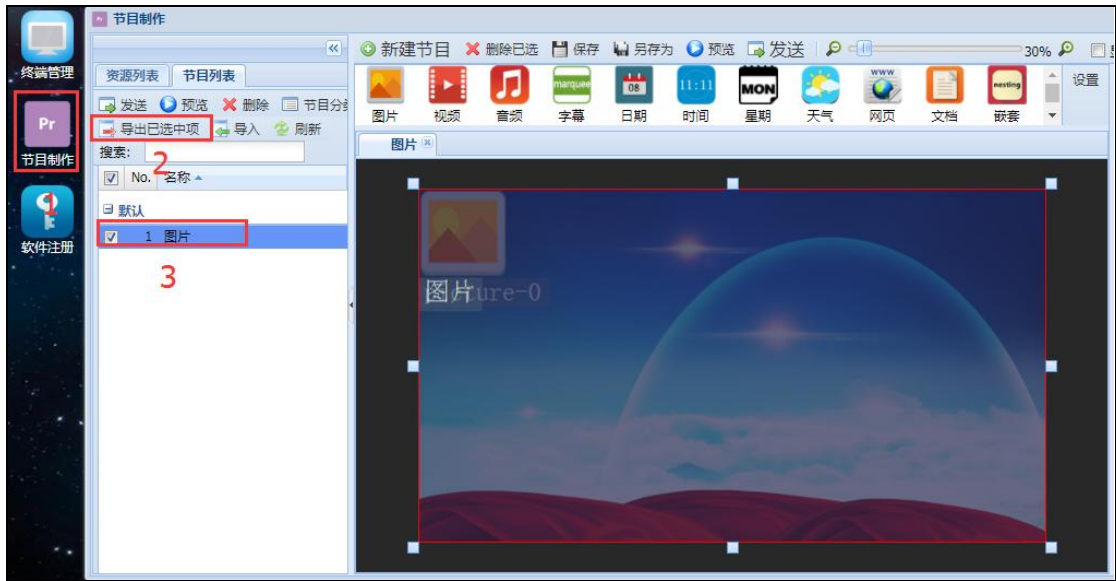 终端管理
Pr
节目制作
1
软件注册
Pr 节目制作
资源列表 节目列表
发送 预览 删除 节目分
导出已选中项 导入 刷新
搜索:
2
No. 名称
默认
1 图片
3
新建节目 删除已选 保存 另存为 预览 发送 30%
marquee 08 11:11 MON WWW nesting
图片 视频 音频 字幕 日期 时间 星期 天气 网页 文档 嵌套 设置
图片
图片
ture-0